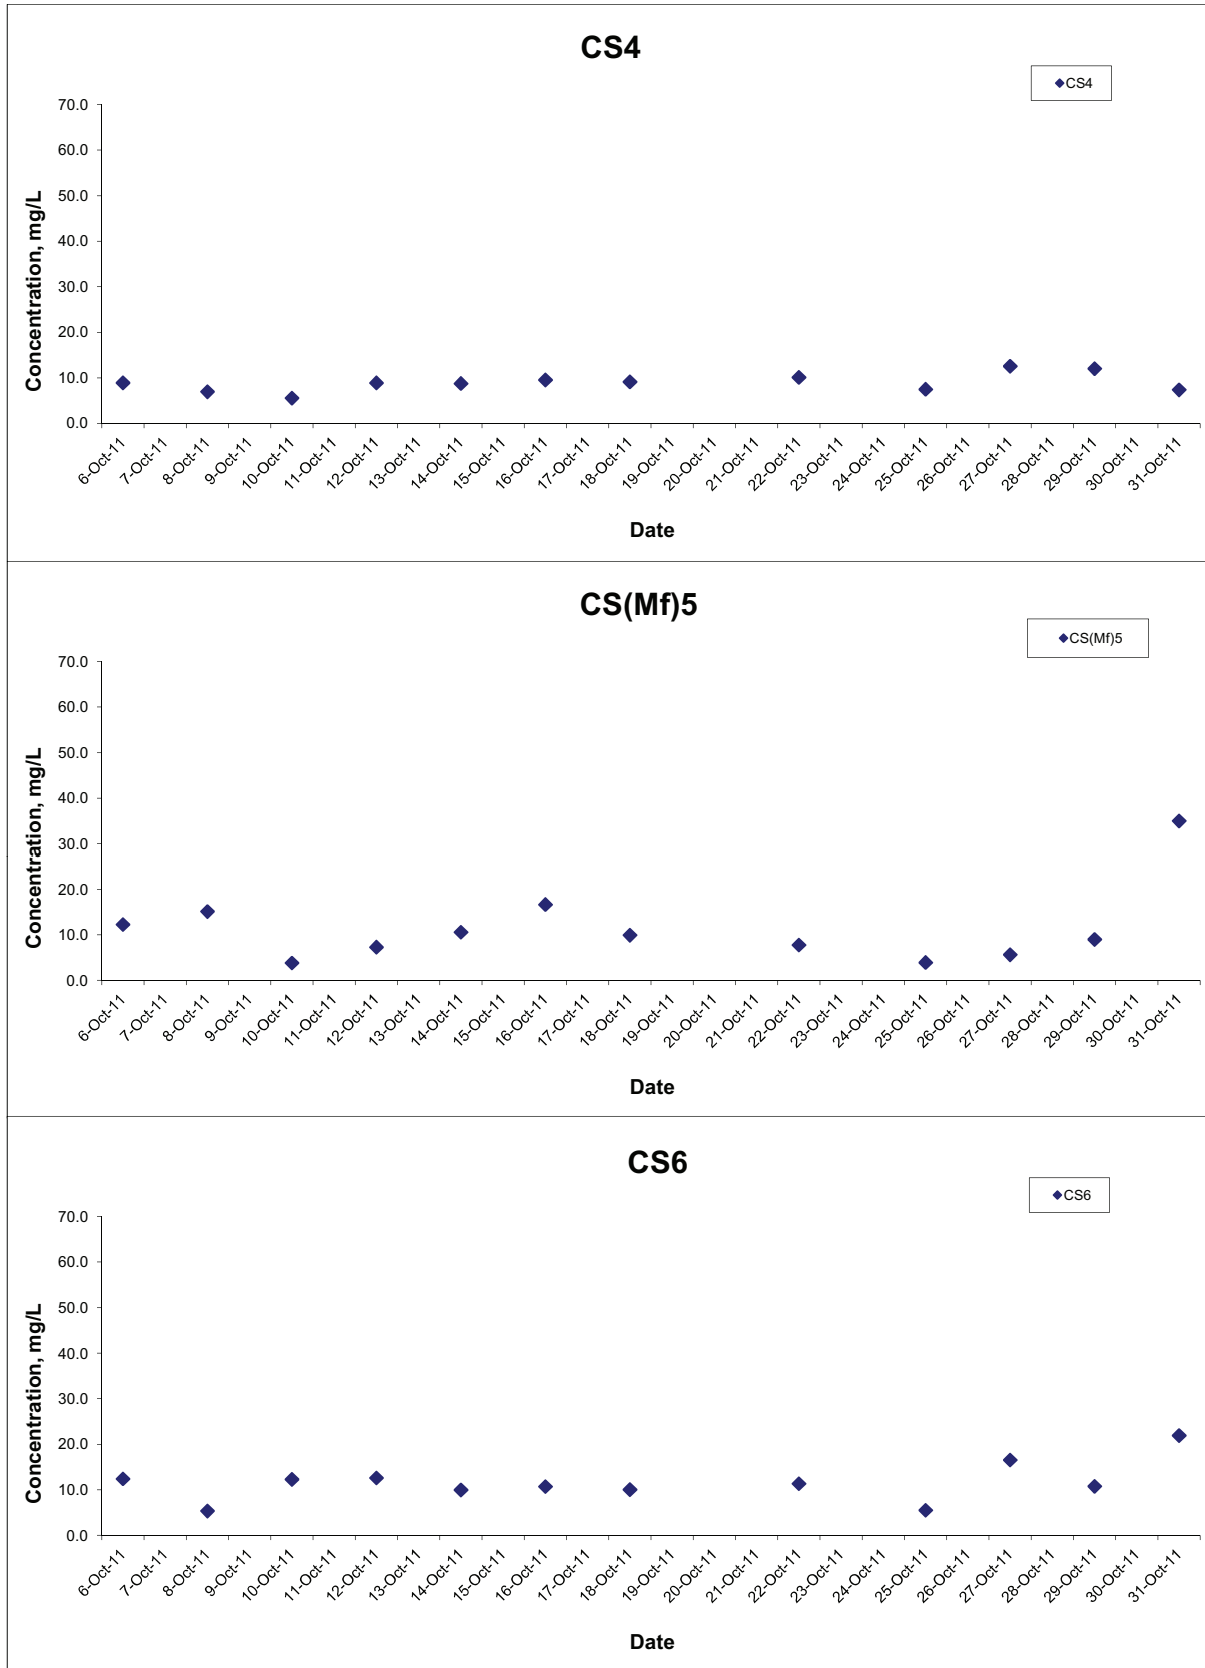 CS4
CS4
70.0
60.0
50.0
40.0
30.0
20.0
10.0
0.0
Concentration, mg/L
6-Oct-11
7-Oct-11
8-Oct-11
9-Oct-11
10-Oct-11
11-Oct-11
12-Oct-11
13-Oct-11
14-Oct-11
15-Oct-11
16-Oct-11
17-Oct-11
18-Oct-11
19-Oct-11
20-Oct-11
21-Oct-11
22-Oct-11
23-Oct-11
24-Oct-11
25-Oct-11
26-Oct-11
27-Oct-11
28-Oct-11
29-Oct-11
30-Oct-11
31-Oct-11
Date
CS(Mf)5
CS(Mf)5
70.0
60.0
50.0
40.0
30.0
20.0
10.0
0.0
Concentration, mg/L
6-Oct-11
7-Oct-11
8-Oct-11
9-Oct-11
10-Oct-11
11-Oct-11
12-Oct-11
13-Oct-11
14-Oct-11
15-Oct-11
16-Oct-11
17-Oct-11
18-Oct-11
19-Oct-11
20-Oct-11
21-Oct-11
22-Oct-11
23-Oct-11
24-Oct-11
25-Oct-11
26-Oct-11
27-Oct-11
28-Oct-11
29-Oct-11
30-Oct-11
31-Oct-11
Date
CS6
CS6
70.0
60.0
50.0
40.0
30.0
20.0
10.0
0.0
Concentration, mg/L
6-Oct-11
7-Oct-11
8-Oct-11
9-Oct-11
10-Oct-11
11-Oct-11
12-Oct-11
13-Oct-11
14-Oct-11
15-Oct-11
16-Oct-11
17-Oct-11
18-Oct-11
19-Oct-11
20-Oct-11
21-Oct-11
22-Oct-11
23-Oct-11
24-Oct-11
25-Oct-11
26-Oct-11
27-Oct-11
28-Oct-11
29-Oct-11
30-Oct-11
31-Oct-11
Date